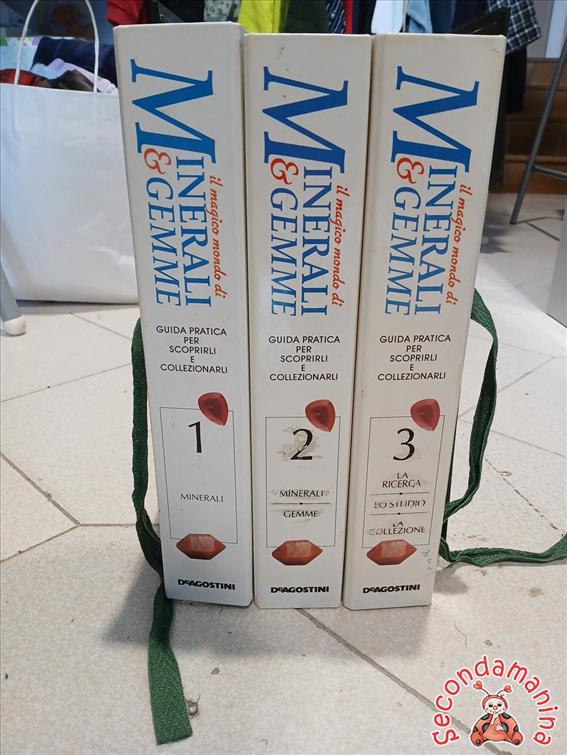 il magico mondo di
MINERALI
& GEMME
GUIDA PRATICA
PER
SCOPRIRLI
E
COLLEZIONARLI
1
MINERALI
DEAGOSTINI
il magico mondo di
MINERALI
& GEMME
GUIDA PRATICA
PER
SCOPRIRLI
E
COLLEZIONARLI
2
MINERALI
GEMME
DEAGOSTINI
il magico mondo di
MINERALI
& GEMME
GUIDA PRATICA
PER
SCOPRIRLI
E
COLLEZIONARLI
3
LA
RICERCA
LO STUDIO
LA
COLLEZIONE
DEAGOSTINI
secondamanina